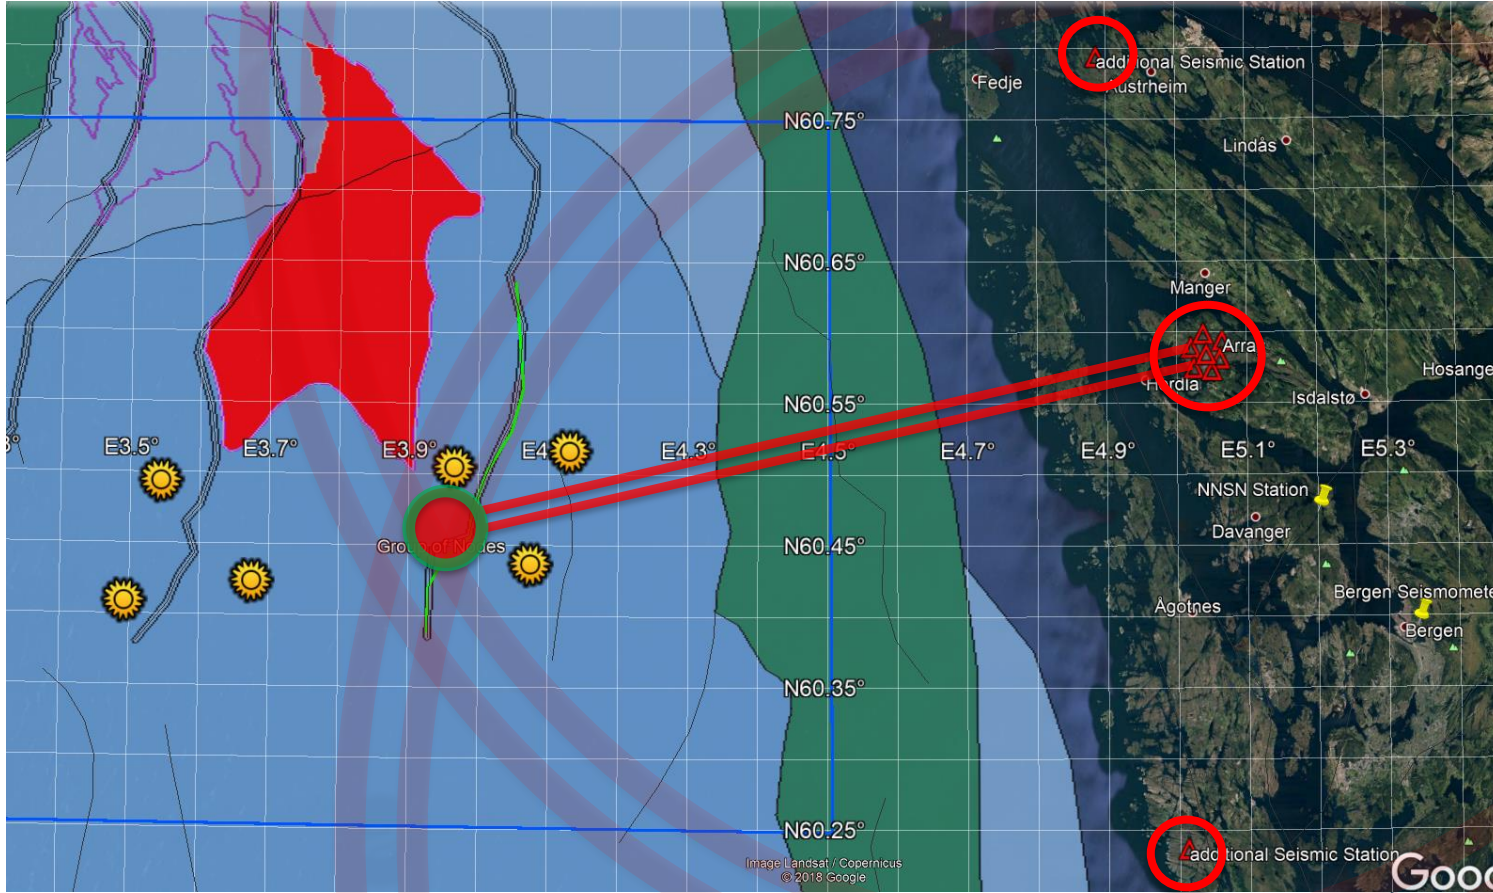 additional Seismic Station
Fedje
Austrheim
N60.75°
Lindås
N60.65°
Manger
Arra
Herdla
Hosange
N60.55°
Isdalstø
3°
E3.5°
E3.7°
E3.9°
E4.3°
E4.5°
E4.7°
E4.9°
E5.1°
E5.3°
NNSN Station
Davanger
Group of Nodes
N60.45°
Bergen Seismomete
Ågotnes
Bergen
N60.35°
N60.25°
additional Seismic Station
Image Landsat / Copernicus
© 2018 Google
Goo